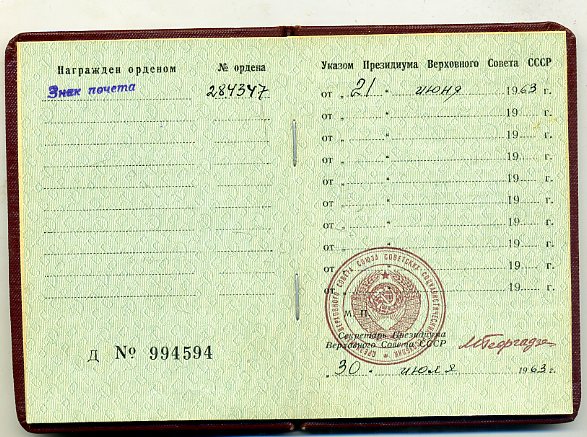 Награжден орденом № ордена
Знак почета 284347
Д № 994594
Указом Президиума Верховного Совета СССР
от „ 21 “ июня 1963 г.
от „ “ 19 г.
от „ “ 19 г.
от „ “ 19 г.
от „ “ 19 г.
от „ “ 19 г.
от „ “ 19 г.
от „ “ 19 г.
от „ “ 19 г.
от „ “ 19 г.
М. П.
Секретарь Президиума
Верховного Совета СССР
МГеоргадзе
„30“ июля 1963 г.